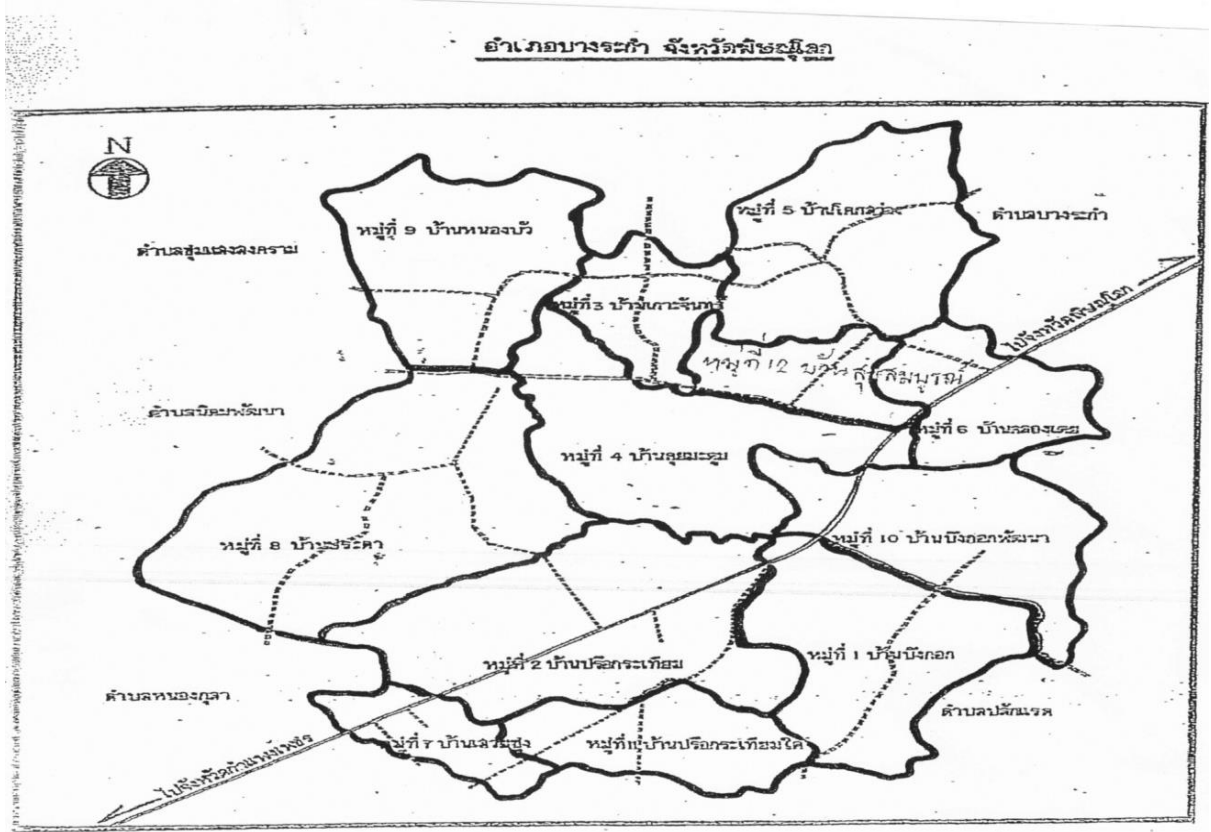 อำเภอบางระกำ จังหวัดพิษณุโลก
N
หมู่ที่ 5 บ้านโคกสว่าง
ตำบลบางระกำ
หมู่ที่ 9 บ้านหนองบัว
ตำบลชุมแสงสงคราม
หมู่ที่ 3 บ้านเกาะจันทร์
ไปจังหวัดพิษณุโลก
หมู่ที่ 12 บ้านสุขสมบูรณ์
ตำบลนิคมพัฒนา
หมู่ที่ 6 บ้านคลองเตย
หมู่ที่ 4 บ้านลุยมะตูม
หมู่ที่ 8 บ้านประดา
หมู่ที่ 10 บ้านบึงกอกพัฒนา
หมู่ที่ 2 บ้านปรือกระเทียม
หมู่ที่ 1 บ้านบึงกอก
ตำบลหนองกุลา
ตำบลปลักแรด
หมู่ที่ 7
หมู่ที่ 11 บ้านปรือกระเทียมใต้
ไปจังหวัดกำแพงเพชร